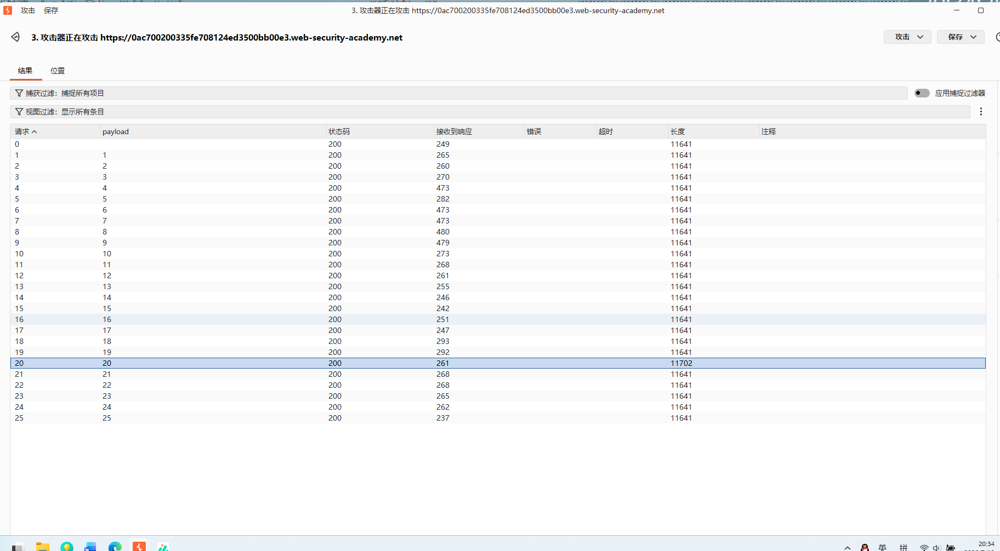 攻击 保存 3. 攻击器正在攻击 https://0ac700200335fe708124ed3500bb00e3.web-security-academy.net
3. 攻击器正在攻击 https://0ac700200335fe708124ed3500bb00e3.web-security-academy.net 攻击 保存
结果 位置
捕获过滤：捕捉所有项目 应用捕捉过滤器
视图过滤：显示所有条目
请求 payload 状态码 接收到响应 错误 超时 长度 注释
0 200 249 11641
1 1 200 265 11641
2 2 200 260 11641
3 3 200 270 11641
4 4 200 473 11641
5 5 200 282 11641
6 6 200 473 11641
7 7 200 473 11641
8 8 200 480 11641
9 9 200 479 11641
10 10 200 273 11641
11 11 200 268 11641
12 12 200 261 11641
13 13 200 255 11641
14 14 200 246 11641
15 15 200 242 11641
16 16 200 251 11641
17 17 200 247 11641
18 18 200 293 11641
19 19 200 292 11641
20 20 200 261 11702
21 21 200 268 11641
22 22 200 268 11641
23 23 200 265 11641
24 24 200 262 11641
25 25 200 237 11641
英 拼 20:34